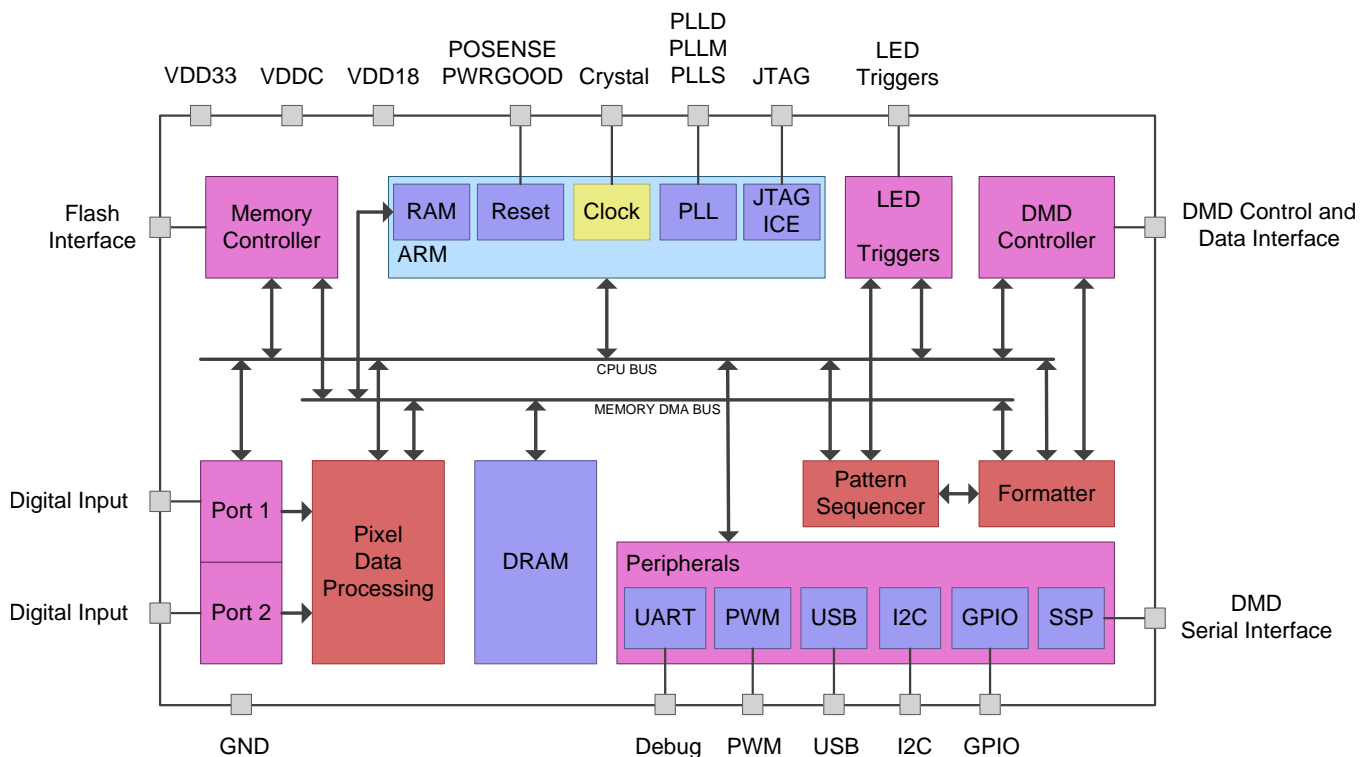 PLLD
PLLM
PLLS
POSENSE
PWRGOOD
LED
Triggers
VDD33
VDDC
VDD18
Crystal
JTAG
Flash
Interface
Memory
Controller
RAM
Reset
Clock
PLL
JTAG
ICE
ARM
LED
Triggers
DMD
Controller
DMD Control and
Data Interface
CPU BUS
MEMORY DMA BUS
Digital Input
Port 1
Pixel
Data
Processing
DRAM
Pattern
Sequencer
Formatter
Digital Input
Port 2
Peripherals
UART
PWM
USB
I2C
GPIO
SSP
DMD
Serial Interface
GND
Debug
PWM
USB
I2C
GPIO